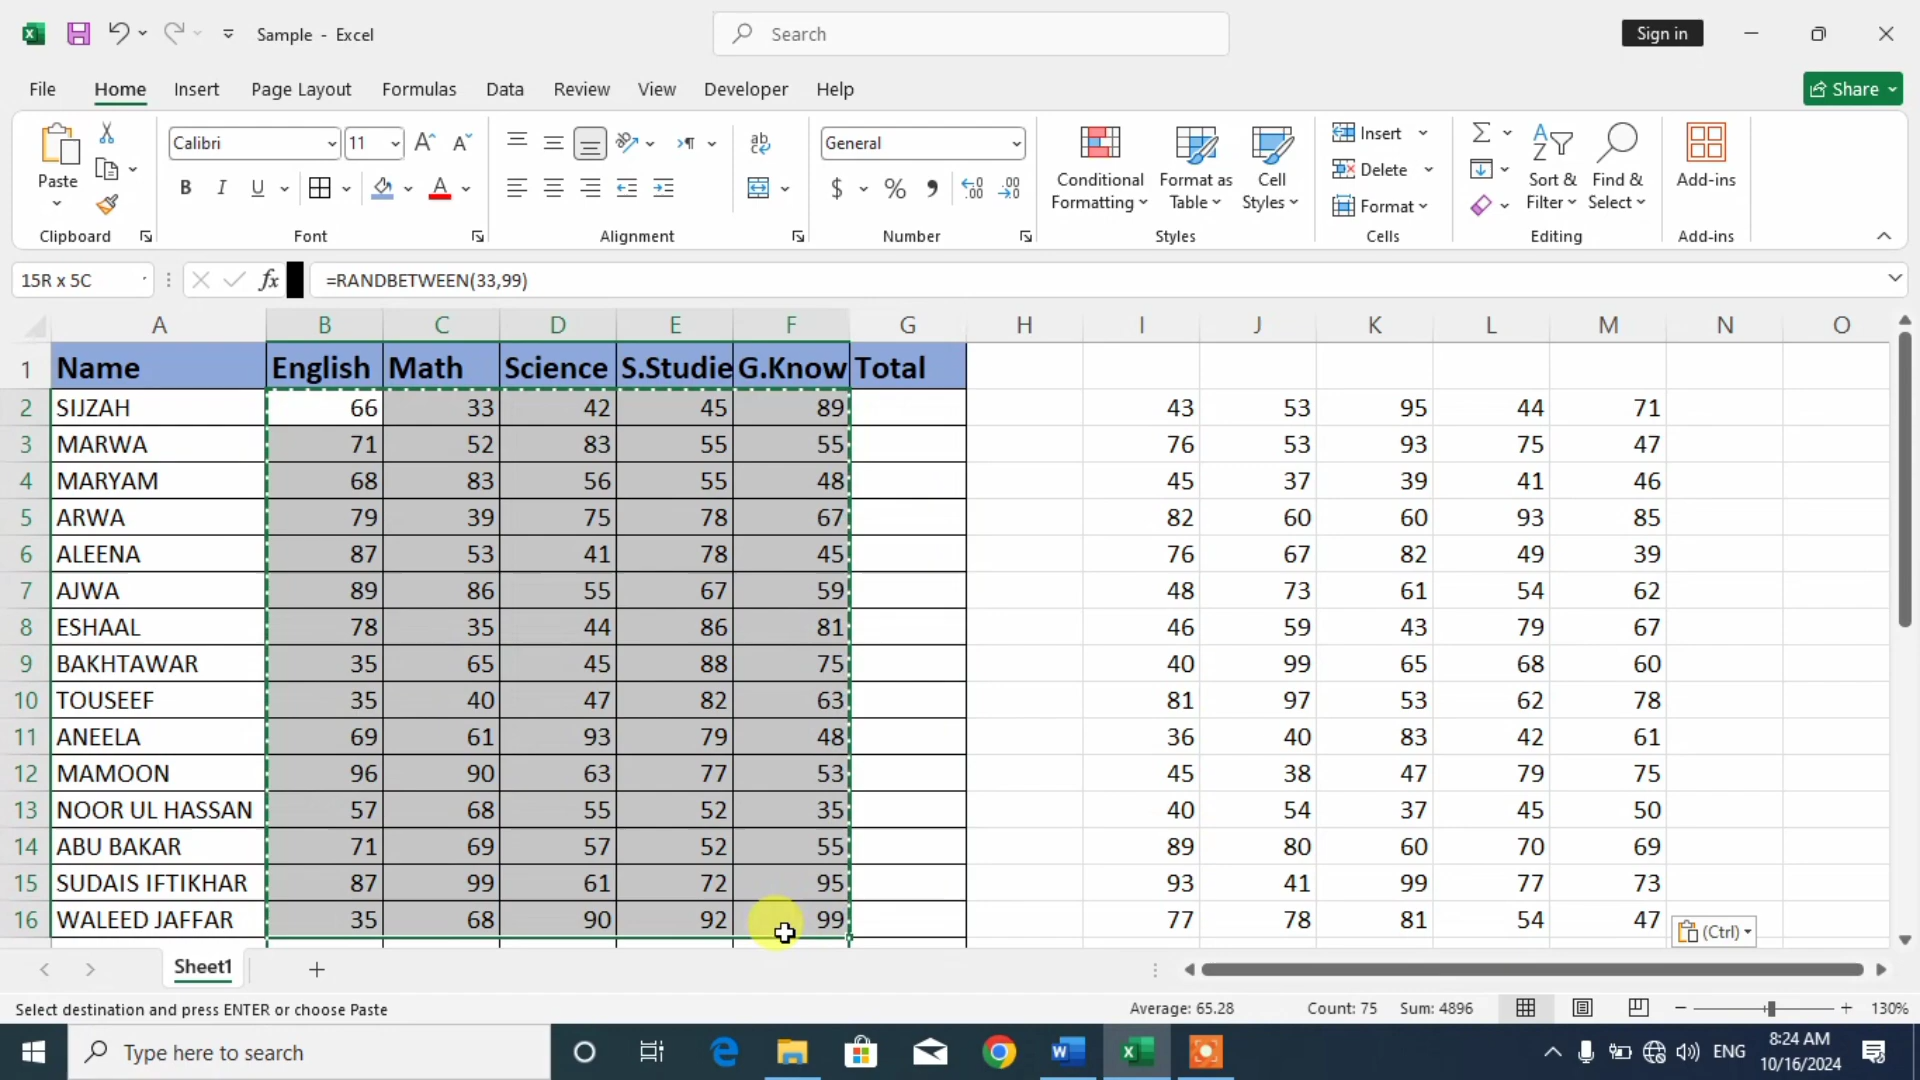 Sample - Excel
Search
Sign in
File Home Insert Page Layout Formulas Data Review View Developer Help
Share
Paste
Calibri 11
B I U A
General
$ % 9
Conditional Formatting
Format as Table
Cell Styles
Insert
Delete
Format
Sort & Filter
Find & Select
Add-ins
Clipboard Font Alignment Number Styles Cells Editing Add-ins
15R x 5C fx =RANDBETWEEN(33,99)
A B C D E F G H I J K L M N O
1 Name English Math Science S.Studie G.Know Total
2 SIJZAH 66 33 42 45 89 43 53 95 44 71
3 MARWA 71 52 83 55 55 76 53 93 75 47
4 MARYAM 68 83 56 55 48 45 37 39 41 46
5 ARWA 79 39 75 78 67 82 60 60 93 85
6 ALEENA 87 53 41 78 45 76 67 82 49 39
7 AJWA 89 86 55 67 59 48 73 61 54 62
8 ESHAAL 78 35 44 86 81 46 59 43 79 67
9 BAKHTAWAR 35 65 45 88 75 40 99 65 68 60
10 TOUSEEF 35 40 47 82 63 81 97 53 62 78
11 ANEELA 69 61 93 79 48 36 40 83 42 61
12 MAMOON 96 90 63 77 53 45 38 47 79 75
13 NOOR UL HASSAN 57 68 55 52 35 40 54 37 45 50
14 ABU BAKAR 71 69 57 52 55 89 80 60 70 69
15 SUDAIS IFTIKHAR 87 99 61 72 95 93 41 99 77 73
16 WALEED JAFFAR 35 68 90 92 99 77 78 81 54 47
(Ctrl)
Sheet1
Select destination and press ENTER or choose Paste
Average: 65.28 Count: 75 Sum: 4896
130%
Type here to search
ENG
8:24 AM
10/16/2024